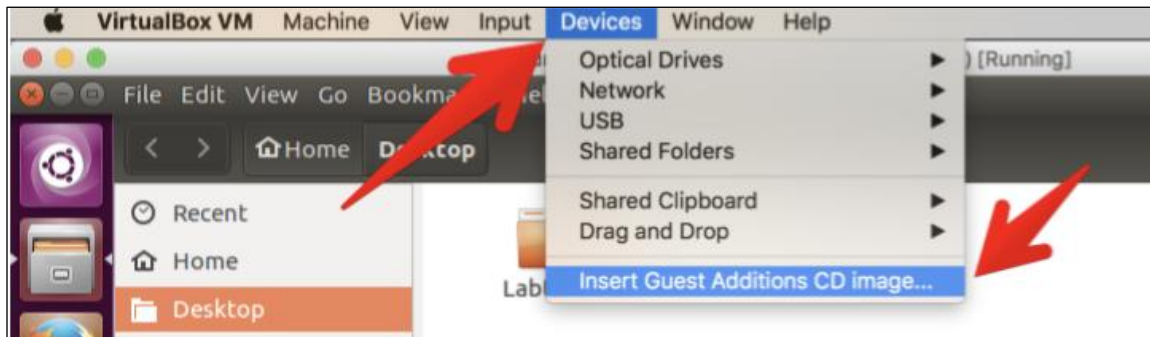 VirtualBox VM Machine View Input Devices Window Help
Optical Drives
) [Running]
File Edit View Go
Network
USB
Home
Shared Folders
Recent
Shared Clipboard
Home
Drag and Drop
Insert Guest Additions CD image...
Desktop